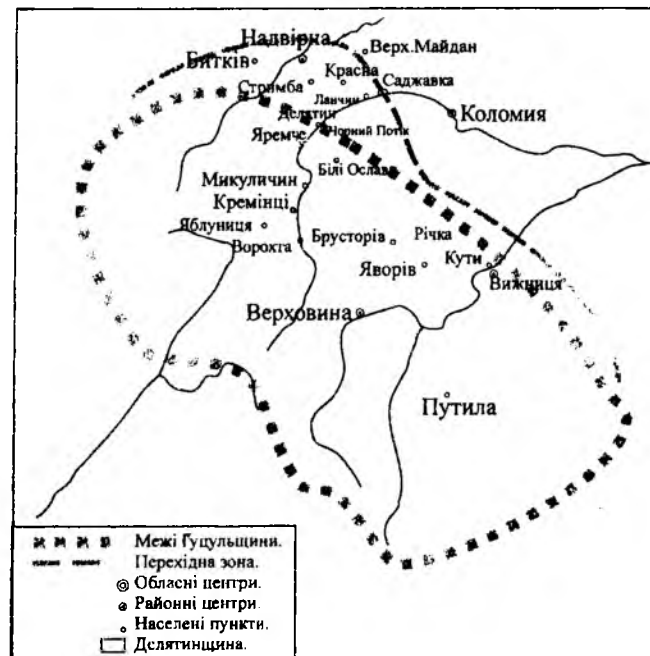 Надвірна
Верх.Майдан
Битків
Красна
Стримба
Саджавка
Ланчин
Коломия
Делятин
Чорний Потік
Яремче
Білі Ослави
Микуличин
Кремінці
Яблуниця
Брусторів
Річка
Ворохта
Кути
Яворів
Вижниця
Верховина
Путила
Межі Гуцульщини.
Перехідна зона.
Обласні центри.
Районні центри.
Населені пункти.
Делятинщина.